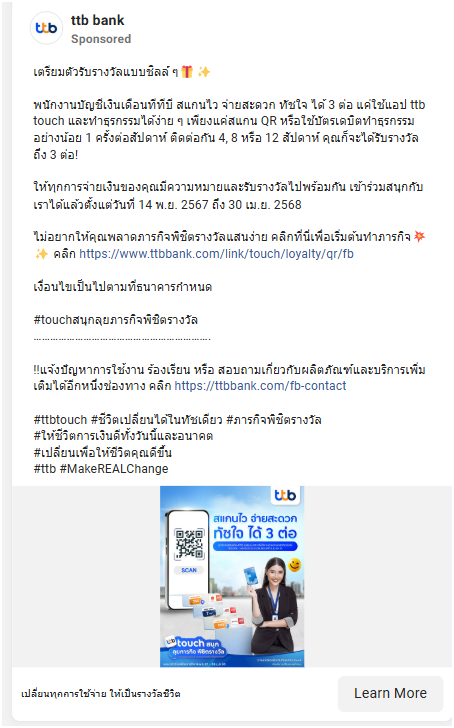 ttb bank
Sponsored
เตรียมตัวรับรางวัลแบบชิลล์ ๆ🎁 ✨
พนักงานบัญชีเงินเดือนที่ทีบี สแกนไว จ่ายสะดวก ทัชใจ ได้ 3 ต่อ แค่ใช้แอป ttb
touch และทำธุรกรรมได้ง่าย ๆ เพียงแค่สแกน QR หรือใช้บัตรเดบิตทำธุรกรรม
อย่างน้อย 1 ครั้งต่อสัปดาห์ ติดต่อกัน 4, 8 หรือ 12 สัปดาห์ คุณก็จะได้รับรางวัล
ถึง 3 ต่อ!
ให้ทุกการจ่ายเงินของคุณมีความหมายและรับรางวัลไปพร้อมกัน เข้าร่วมสนุกกับ
เราได้แล้วตั้งแต่วันที่ 14 พ.ย. 2567 ถึง 30 เม.ย. 2568
ไม่อยากให้คุณพลาดภารกิจพิชิตรางวัลแสนง่าย คลิกที่นี่เพื่อเริ่มต้นทำภารกิจ 💥
✨ คลิก https://www.ttbbank.com/link/touch/loyalty/qr/fb
เงื่อนไขเป็นไปตามที่ธนาคารกำหนด
#touchสนุกลุยภารกิจพิชิตรางวัล
…………………………………………………….
‼แจ้งปัญหาการใช้งาน ร้องเรียน หรือ สอบถามเกี่ยวกับผลิตภัณฑ์และบริการเพิ่ม
เติมได้อีกหนึ่งช่องทาง คลิก https://ttbbank.com/fb-contact
#ttbtouch #ชีวิตเปลี่ยนได้ในทัชเดียว #ภารกิจพิชิตรางวัล
#ให้ชีวิตการเงินดีทั้งวันนี้และอนาคต
#เปลี่ยนเพื่อให้ชีวิตคุณดีขึ้น
#ttb #MakeREALChange
ttb
สแกนไว จ่ายสะดวก
ทัชใจ ได้ 3 ต่อ
SCAN
ttb touch สนุก
ลุยภารกิจ พิชิตรางวัล
เปลี่ยนทุกการใช้จ่าย ให้เป็นรางวัลชีวิต
Learn More